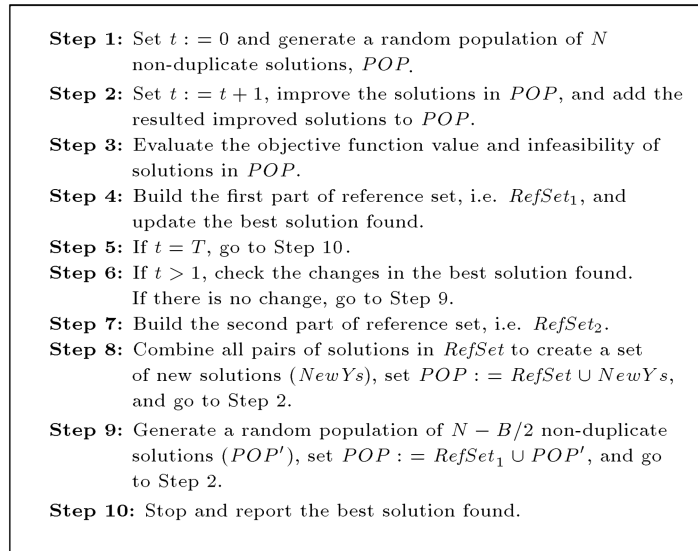 Step 1: Set t : = 0 and generate a random population of N
non-duplicate solutions, POP.
Step 2: Set t : = t + 1, improve the solutions in POP, and add the
resulted improved solutions to POP.
Step 3: Evaluate the objective function value and infeasibility of
solutions in POP.
Step 4: Build the first part of reference set, i.e. RefSet₁, and
update the best solution found.
Step 5: If t = T, go to Step 10.
Step 6: If t > 1, check the changes in the best solution found.
If there is no change, go to Step 9.
Step 7: Build the second part of reference set, i.e. RefSet₂.
Step 8: Combine all pairs of solutions in RefSet to create a set
of new solutions (NewYs), set POP : = RefSet ∪ NewYs,
and go to Step 2.
Step 9: Generate a random population of N − B/2 non-duplicate
solutions (POP′), set POP : = RefSet₁ ∪ POP′, and go
to Step 2.
Step 10: Stop and report the best solution found.